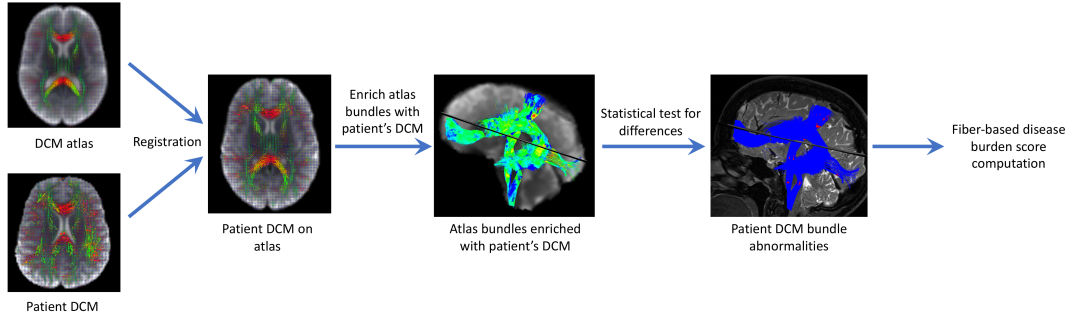 DCM atlas
Patient DCM
Registration
Patient DCM on
atlas
Enrich atlas
bundles with
patient's DCM
Atlas bundles enriched
with patient's DCM
Statistical test for
differences
Patient DCM bundle
abnormalities
Fiber-based disease
burden score
computation